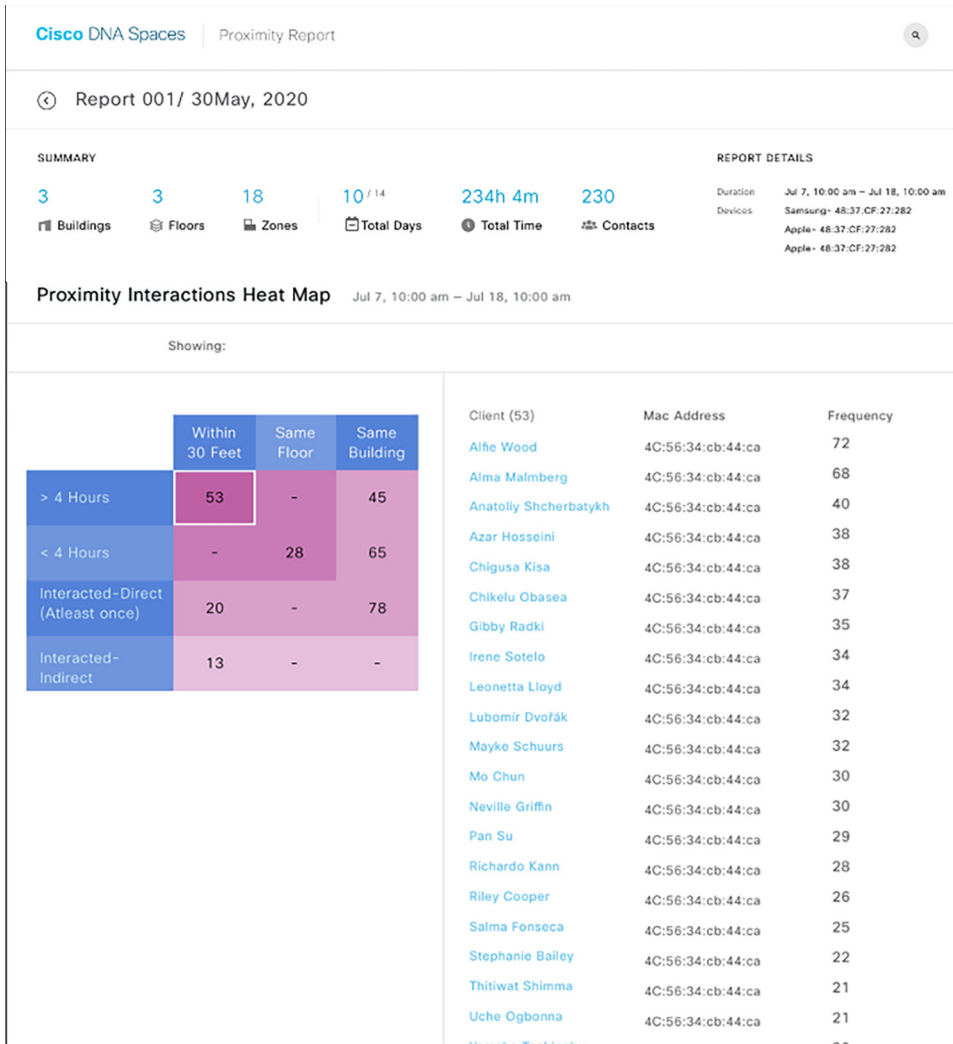 Cisco DNA Spaces Proximity Report
Report 001/ 30May, 2020
SUMMARY
3 3 18 10 / 14 234h 4m 230
Buildings Floors Zones Total Days Total Time Contacts
REPORT DETAILS
Duration Jul 7, 10:00 am – Jul 18, 10:00 am
Devices Samsung- 48:37:CF:27:282
Apple- 48:37:CF:27:282
Apple- 48:37:CF:27:282
Proximity Interactions Heat Map Jul 7, 10:00 am – Jul 18, 10:00 am
Showing:
Within Same Same
30 Feet Floor Building
> 4 Hours 53 - 45
< 4 Hours - 28 65
Interacted-Direct
(Atleast once) 20 - 78
Interacted-
Indirect 13 - -
Client (53) Mac Address Frequency
Alfie Wood 4C:56:34:cb:44:ca 72
Alma Malmberg 4C:56:34:cb:44:ca 68
Anatoliy Shcherbatykh 4C:56:34:cb:44:ca 40
Azar Hosseini 4C:56:34:cb:44:ca 38
Chigusa Kisa 4C:56:34:cb:44:ca 38
Chikelu Obasea 4C:56:34:cb:44:ca 37
Gibby Radki 4C:56:34:cb:44:ca 35
Irene Sotelo 4C:56:34:cb:44:ca 34
Leonetta Lloyd 4C:56:34:cb:44:ca 34
Lubomír Dvořák 4C:56:34:cb:44:ca 32
Mayke Schuurs 4C:56:34:cb:44:ca 32
Mo Chun 4C:56:34:cb:44:ca 30
Neville Griffin 4C:56:34:cb:44:ca 30
Pan Su 4C:56:34:cb:44:ca 29
Richardo Kann 4C:56:34:cb:44:ca 28
Riley Cooper 4C:56:34:cb:44:ca 26
Salma Fonseca 4C:56:34:cb:44:ca 25
Stephanie Bailey 4C:56:34:cb:44:ca 22
Thitiwat Shimma 4C:56:34:cb:44:ca 21
Uche Ogbonna 4C:56:34:cb:44:ca 21